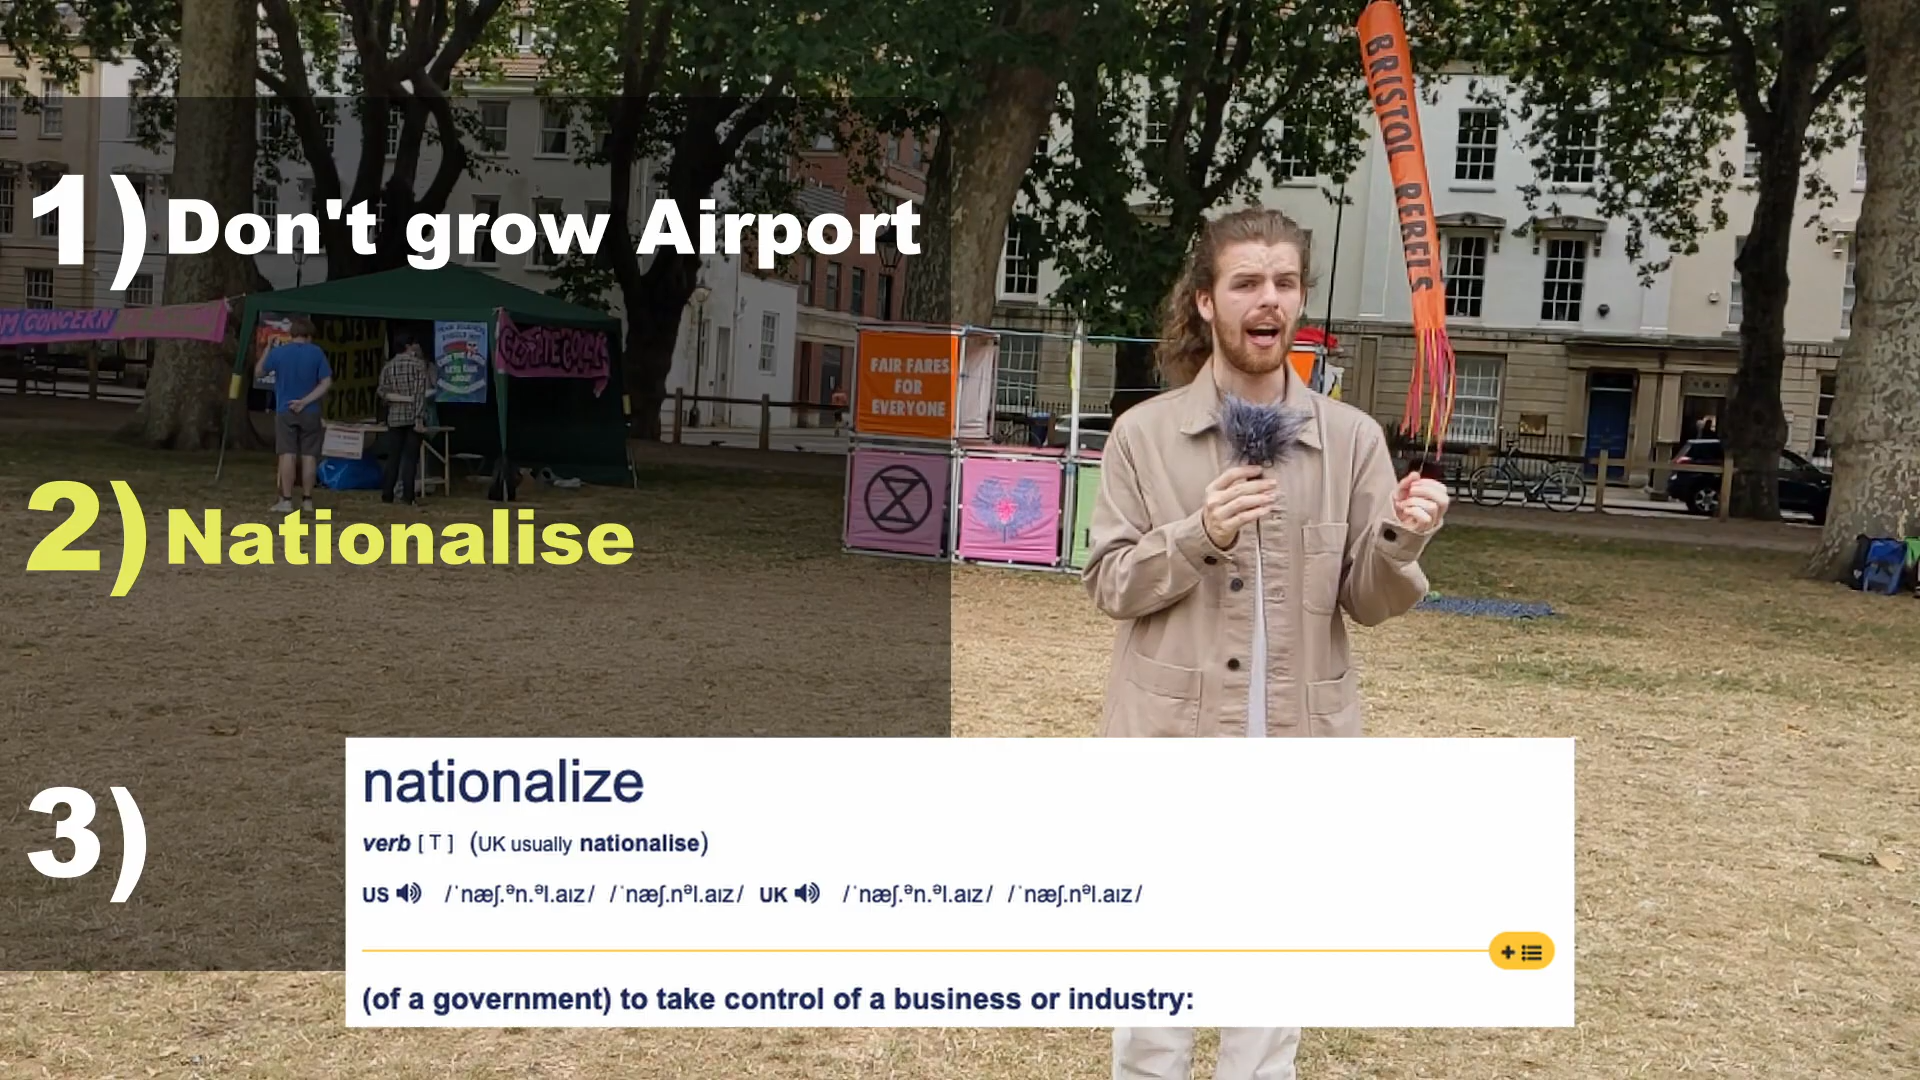 BRISTOL REBELS
1) Don't grow Airport
M CONCERN
FAIR FARES
FOR
EVERYONE
2) Nationalise
3)
nationalize
verb [ T ] (UK usually nationalise)
US /ˈnæʃ.ᵊn.ᵊl.aɪz/ /ˈnæʃ.nᵊl.aɪz/ UK /ˈnæʃ.ᵊn.ᵊl.aɪz/ /ˈnæʃ.nᵊl.aɪz/
(of a government) to take control of a business or industry: